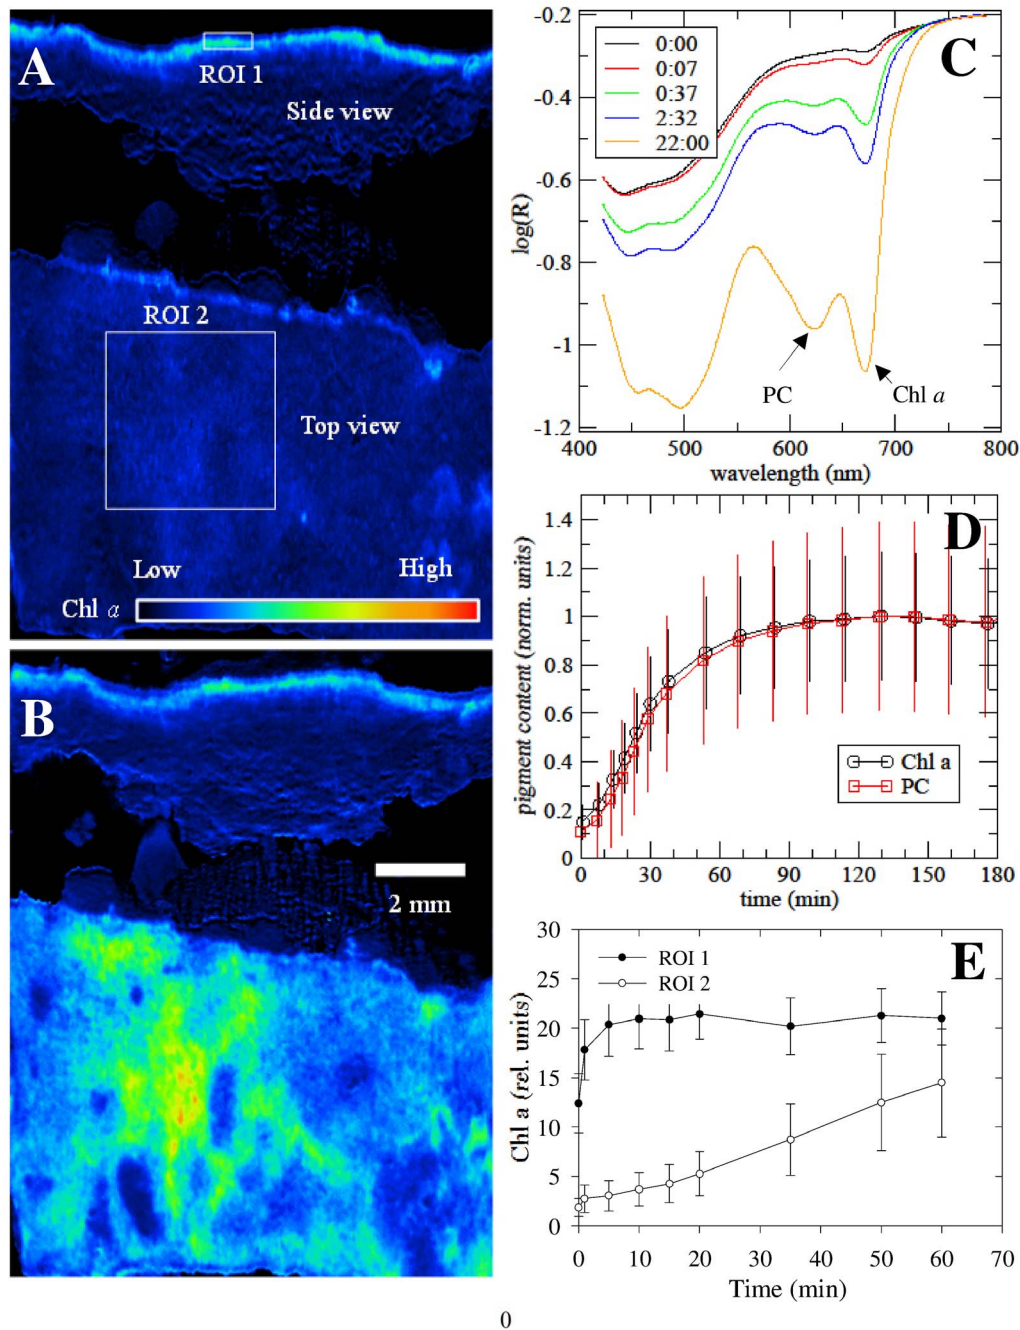 A
ROI 1
Side view
ROI 2
Top view
Low
High
Chl a
B
2 mm
C
0:00
0:07
0:37
2:32
22:00
-0.2
-0.4
-0.6
-0.8
-1
-1.2
log(R)
PC
Chl a
400
500
600
700
800
wavelength (nm)
D
1.4
1.2
1
0.8
0.6
0.4
0.2
0
pigment content (norm. units)
Chl a
PC
0
30
60
90
120
150
180
time (min)
E
ROI 1
ROI 2
30
25
20
15
10
5
0
Chl a (rel. units)
0
10
20
30
40
50
60
70
Time (min)
0